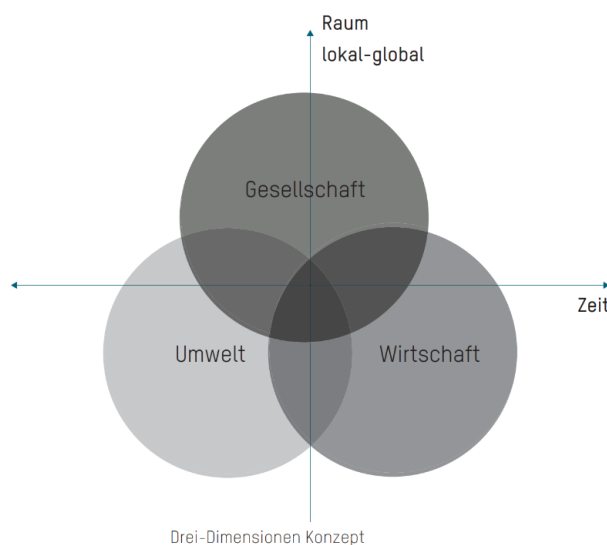 Raum
lokal-global
Gesellschaft
Zeit
Umwelt
Wirtschaft
Drei-Dimensionen Konzept